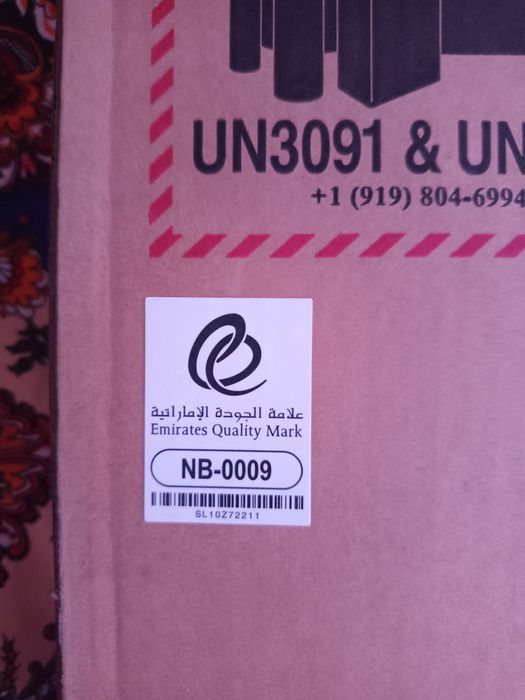 UN3091 & UN
+1 (919) 804-6994
علامة الجودة الإماراتية
Emirates Quality Mark
NB-0009
SL10Z72211